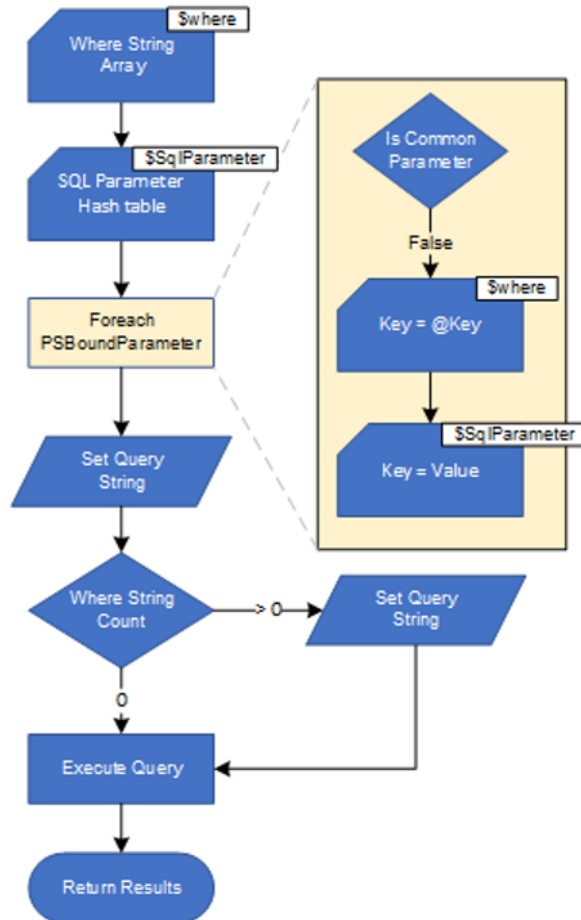 $where
Where String
Array
$SqlParameter
SQL Parameter
Hash table
Foreach
PSBoundParameter
Is Common
Parameter
False
$where
Key = @Key
$SqlParameter
Key = Value
Set Query
String
Where String
Count
> 0
Set Query
String
0
Execute Query
Return Results